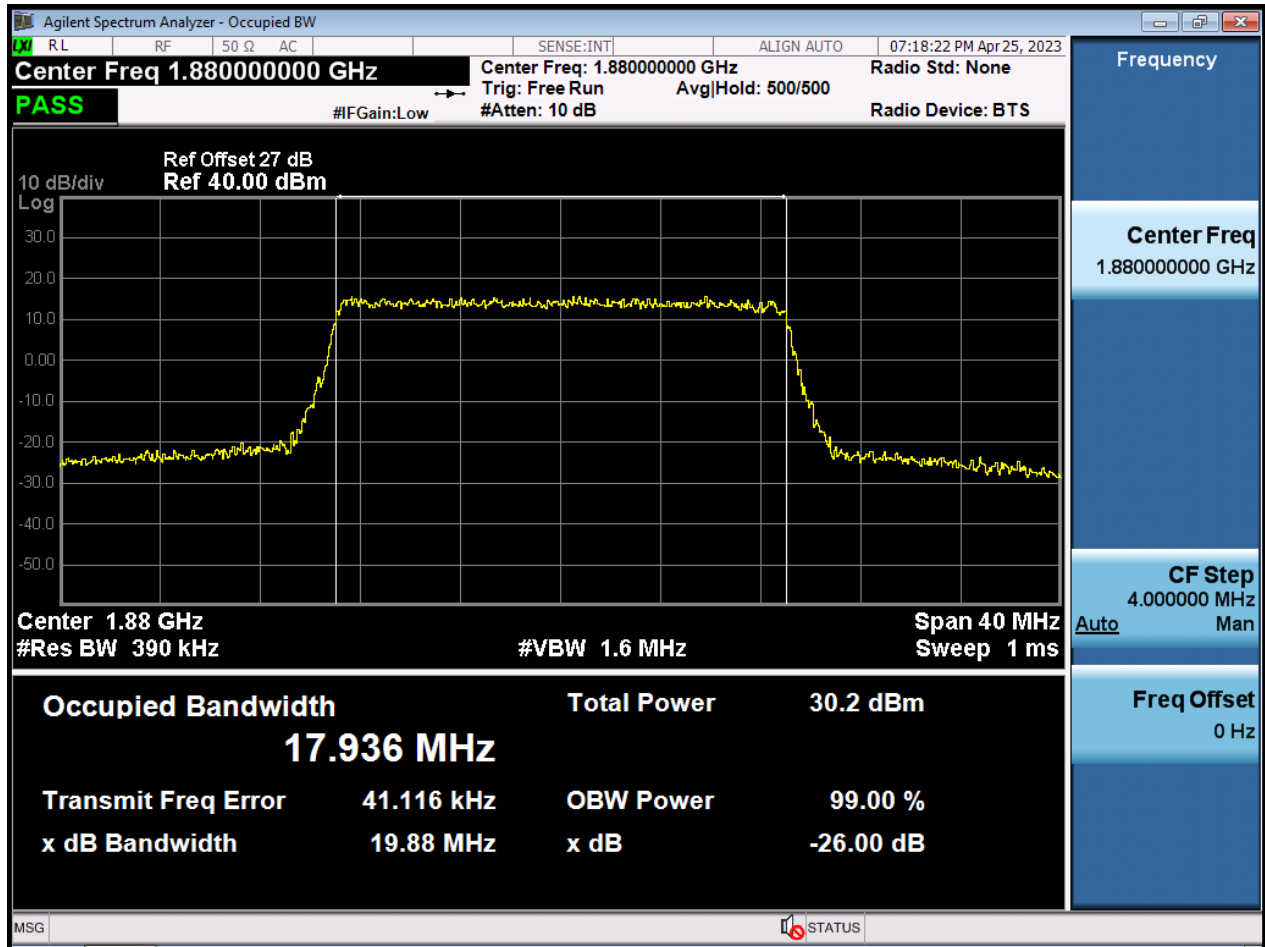 Agilent Spectrum Analyzer - Occupied BW
LXI RL RF 50 Ω AC SENSE:INT ALIGN AUTO 07:18:22 PM Apr 25, 2023
Center Freq 1.880000000 GHz
PASS
#IFGain:Low
Center Freq: 1.880000000 GHz
Trig: Free Run Avg|Hold: 500/500
#Atten: 10 dB
Radio Std: None
Radio Device: BTS
Ref Offset 27 dB
10 dB/div Ref 40.00 dBm
Log
30.0
20.0
10.0
0.00
-10.0
-20.0
-30.0
-40.0
-50.0
Center 1.88 GHz Span 40 MHz
#Res BW 390 kHz #VBW 1.6 MHz Sweep 1 ms
Occupied Bandwidth Total Power 30.2 dBm
17.936 MHz
Transmit Freq Error 41.116 kHz OBW Power 99.00 %
x dB Bandwidth 19.88 MHz x dB -26.00 dB
Frequency
Center Freq
1.880000000 GHz
CF Step
4.000000 MHz
Auto Man
Freq Offset
0 Hz
MSG STATUS